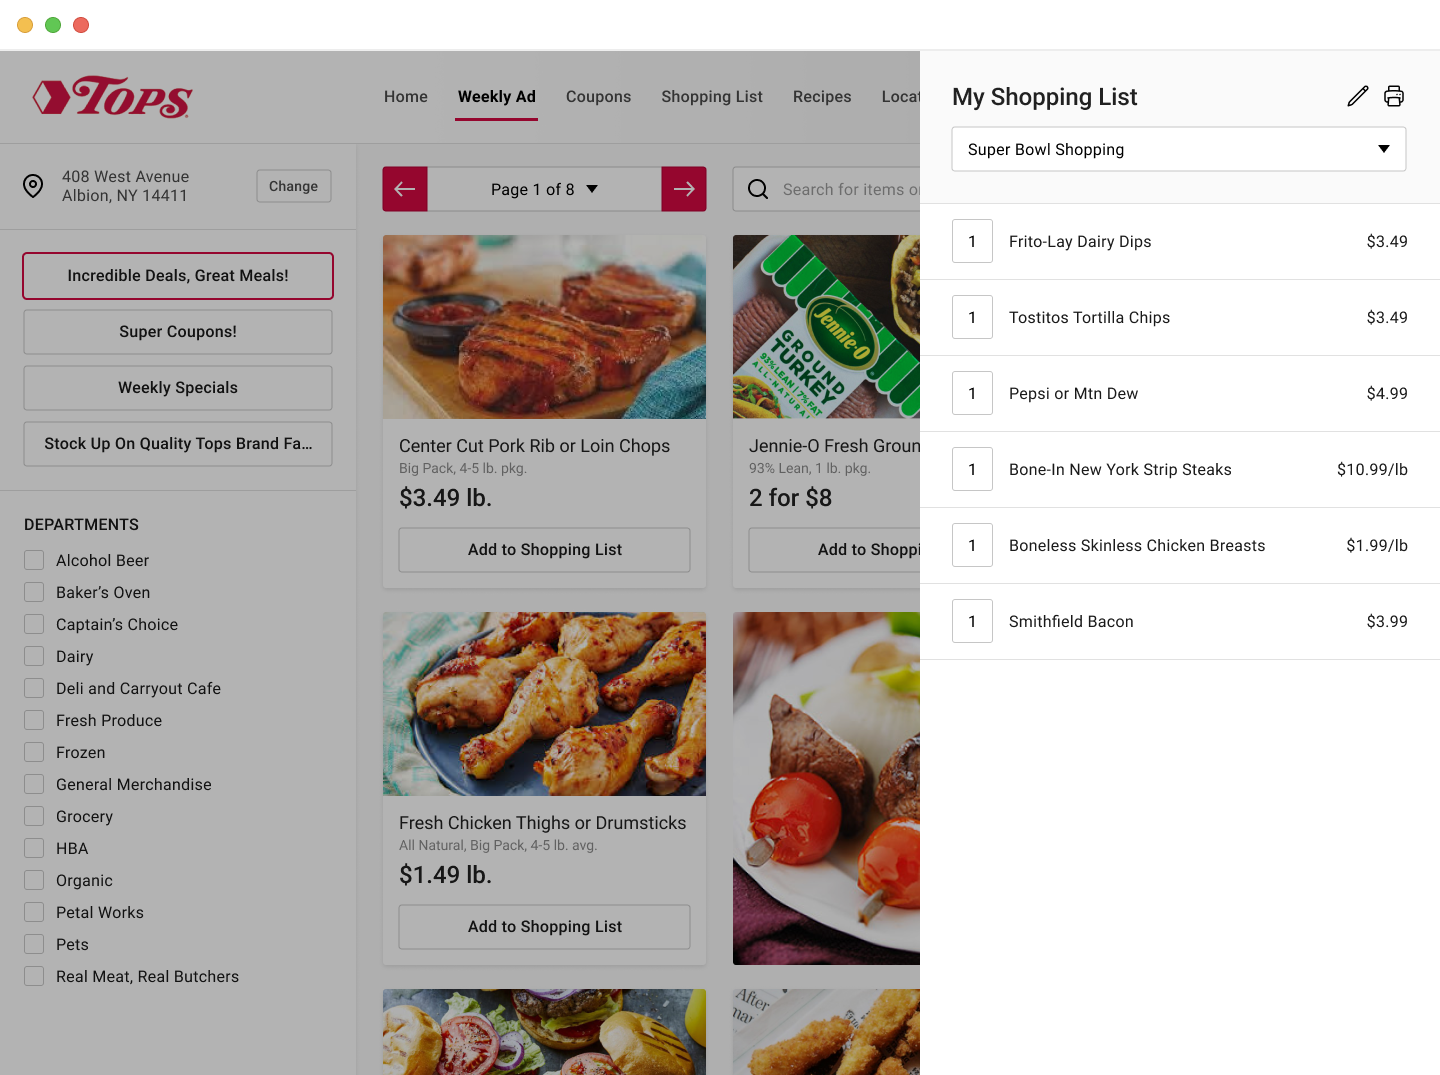 TOPS
Home
Weekly Ad
Coupons
Shopping List
Recipes
Locat
408 West Avenue
Albion, NY 14411
Change
Incredible Deals, Great Meals!
Super Coupons!
Weekly Specials
Stock Up On Quality Tops Brand Fa...
DEPARTMENTS
Alcohol Beer
Baker’s Oven
Captain’s Choice
Dairy
Deli and Carryout Cafe
Fresh Produce
Frozen
General Merchandise
Grocery
HBA
Organic
Petal Works
Pets
Real Meat, Real Butchers
Page 1 of 8
Search for items o
Center Cut Pork Rib or Loin Chops
Big Pack, 4-5 lb. pkg.
$3.49 lb.
Add to Shopping List
Jennie-O
GROUND
TURKEY
93% LEAN | 7% FAT
ALL-NATURAL
Jennie-O Fresh Groun
93% Lean, 1 lb. pkg.
2 for $8
Add to Shoppi
Fresh Chicken Thighs or Drumsticks
All Natural, Big Pack, 4-5 lb. avg.
$1.49 lb.
Add to Shopping List
After
My Shopping List
Super Bowl Shopping
1 Frito-Lay Dairy Dips $3.49
1 Tostitos Tortilla Chips $3.49
1 Pepsi or Mtn Dew $4.99
1 Bone-In New York Strip Steaks $10.99/lb
1 Boneless Skinless Chicken Breasts $1.99/lb
1 Smithfield Bacon $3.99